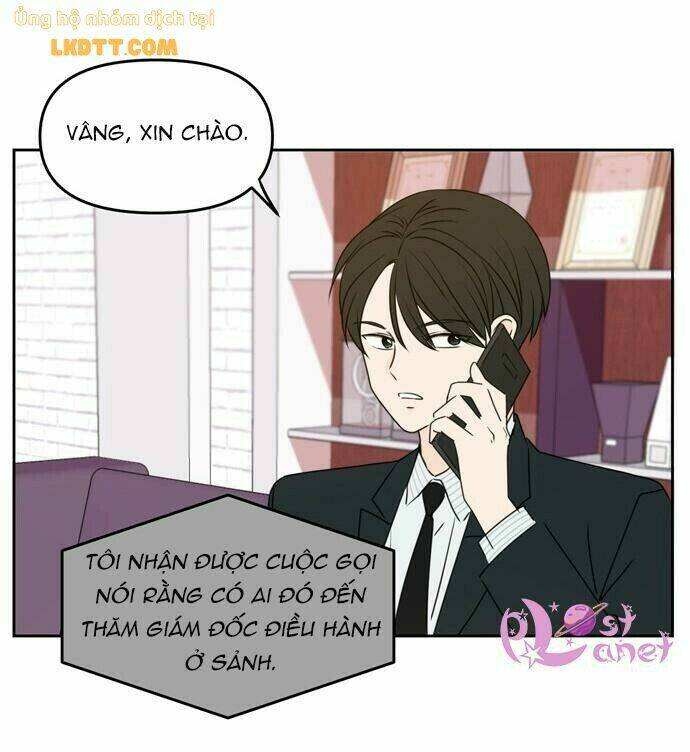 Ủng hộ nhóm dịch tại
LKDTT.COM
VÂNG, XIN CHÀO.
TÔI NHẬN ĐƯỢC CUỘC GỌI
NÓI RẰNG CÓ AI ĐÓ ĐẾN
THĂM GIÁM ĐỐC ĐIỀU HÀNH
Ở SẢNH.
Lost
Planet